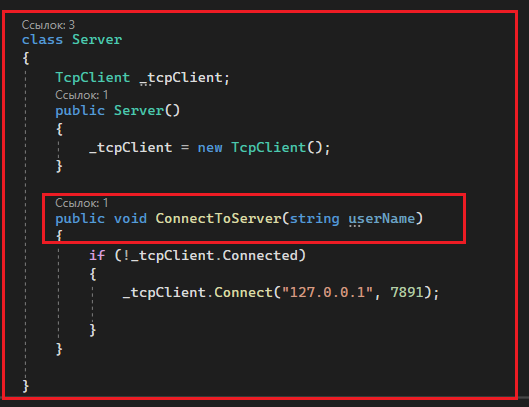 Ссылок: 3
class Server
{
TcpClient _tcpClient;
Ссылок: 1
public Server()
{
_tcpClient = new TcpClient();
}
Ссылок: 1
public void ConnectToServer(string userName)
{
if (!_tcpClient.Connected)
{
_tcpClient.Connect("127.0.0.1", 7891);
}
}
}